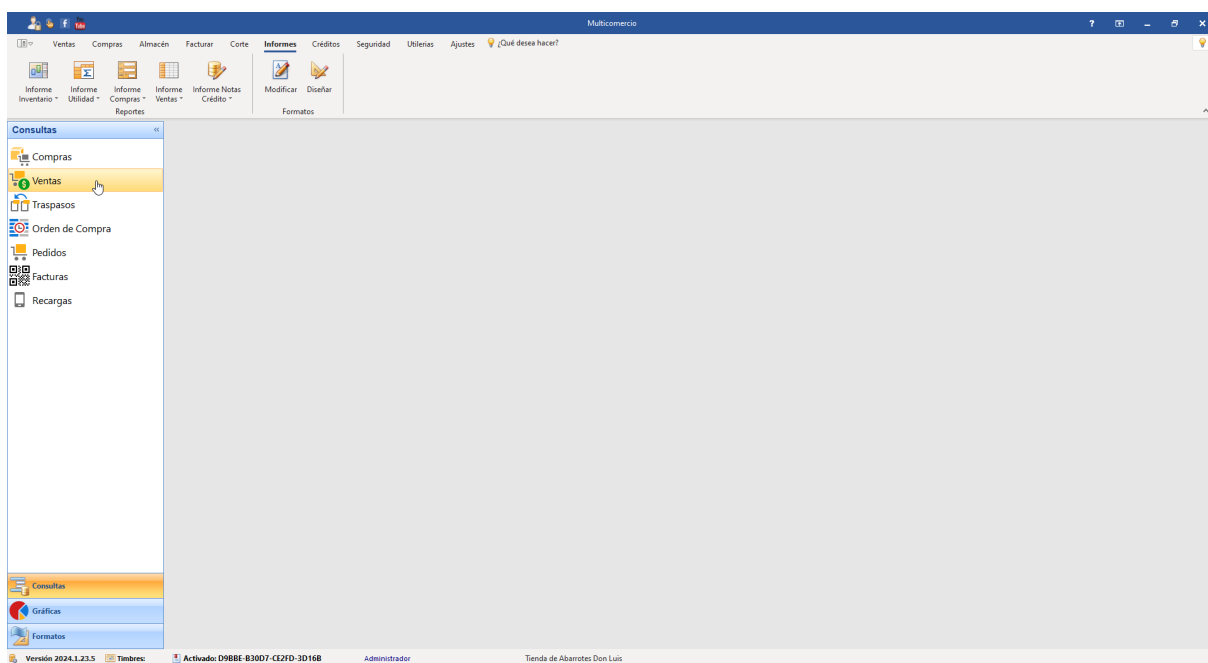 You
Tube
Multicomercio
?
Ventas Compras Almacén Facturar Corte Informes Créditos Seguridad Utilerias Ajustes ¿Qué desea hacer?
Informe Inventario
Informe Utilidad
Informe Compras
Informe Ventas
Informe Notas Crédito
Modificar
Diseñar
Reportes
Formatos
Consultas «
Compras
Ventas
Traspasos
Orden de Compra
Pedidos
Facturas
Recargas
Consultas
Gráficas
Formatos
Versión 2024.1.23.5 Timbres: Activado: D9BBE-B30D7-CE2FD-3D16B Administrador Tienda de Abarrotes Don Luis